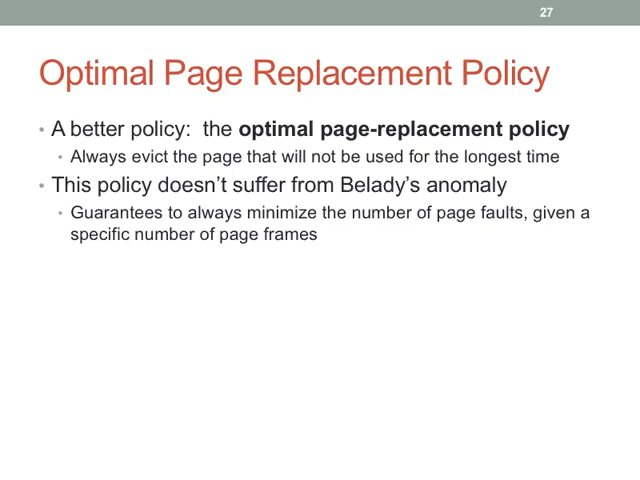 27
Optimal Page Replacement Policy
• A better policy:  the optimal page-replacement policy
• Always evict the page that will not be used for the longest time
• This policy doesn’t suffer from Belady’s anomaly
• Guarantees to always minimize the number of page faults, given a
specific number of page frames